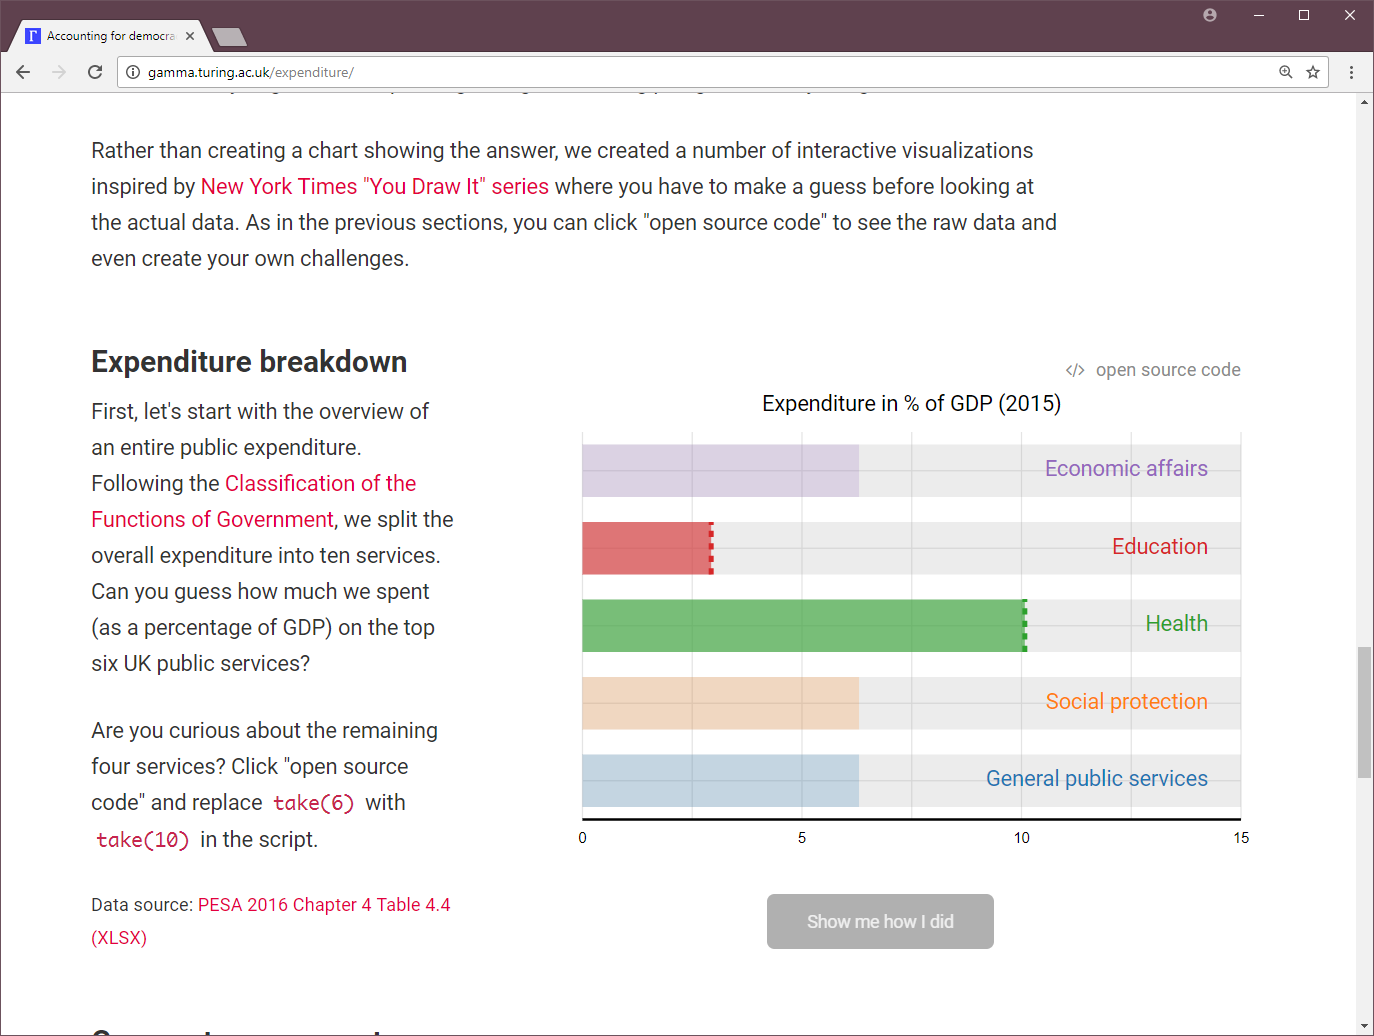 Accounting for democra
gamma.turing.ac.uk/expenditure/
Rather than creating a chart showing the answer, we created a number of interactive visualizations
inspired by New York Times "You Draw It" series where you have to make a guess before looking at
the actual data. As in the previous sections, you can click "open source code" to see the raw data and
even create your own challenges.
Expenditure breakdown
First, let's start with the overview of
an entire public expenditure.
Following the Classification of the
Functions of Government, we split the
overall expenditure into ten services.
Can you guess how much we spent
(as a percentage of GDP) on the top
six UK public services?
Are you curious about the remaining
four services? Click "open source
code" and replace take(6) with
take(10) in the script.
Data source: PESA 2016 Chapter 4 Table 4.4
(XLSX)
</> open source code
Expenditure in % of GDP (2015)
Economic affairs
Education
Health
Social protection
General public services
0 5 10 15
Show me how I did